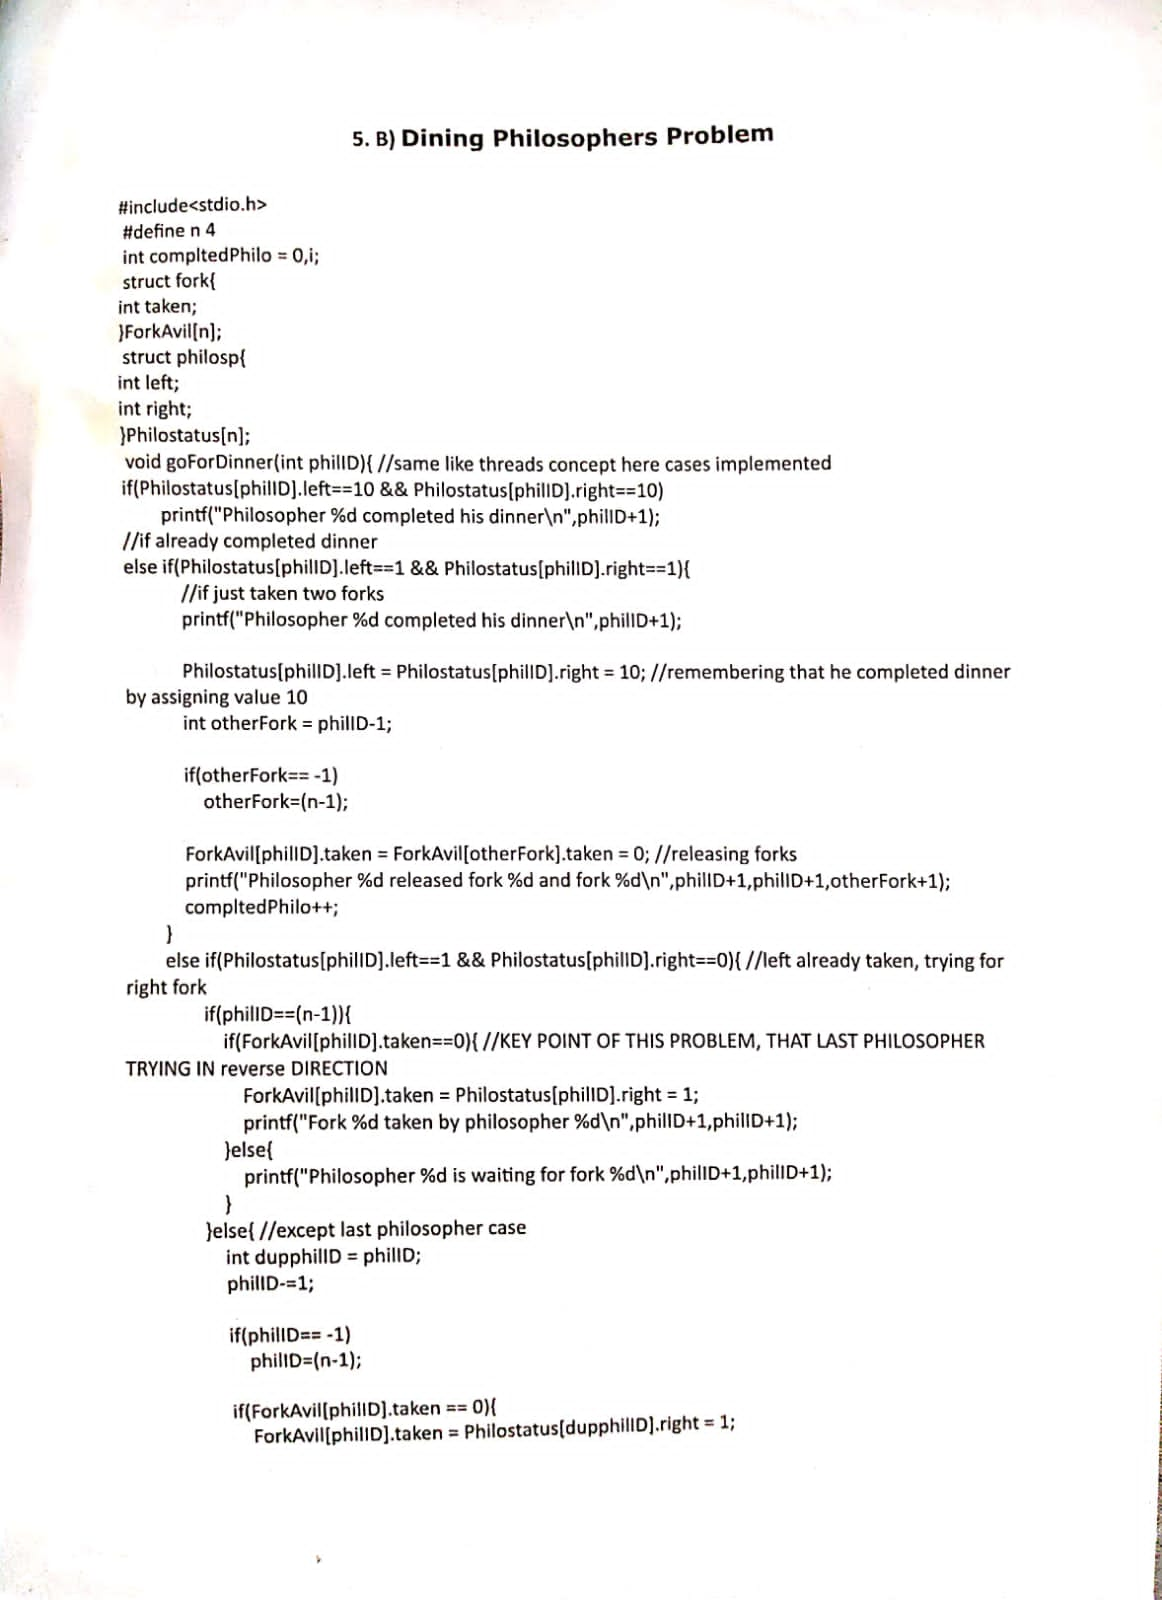 5. B) Dining Philosophers Problem
#include<stdio.h>
#define n 4
int compltedPhilo = 0,i;
struct fork{
int taken;
}ForkAvil[n];
struct philosp{
int left;
int right;
}Philostatus[n];
void goForDinner(int philID){ //same like threads concept here cases implemented
if(Philostatus[philID].left==10 && Philostatus[philID].right==10)
printf("Philosopher %d completed his dinner\n",philID+1);
//if already completed dinner
else if(Philostatus[philID].left==1 && Philostatus[philID].right==1){
//if just taken two forks
printf("Philosopher %d completed his dinner\n",philID+1);
Philostatus[philID].left = Philostatus[philID].right = 10; //remembering that he completed dinner
by assigning value 10
int otherFork = philID-1;
if(otherFork== -1)
otherFork=(n-1);
ForkAvil[philID].taken = ForkAvil[otherFork].taken = 0; //releasing forks
printf("Philosopher %d released fork %d and fork %d\n",philID+1,philID+1,otherFork+1);
compltedPhilo++;
}
else if(Philostatus[philID].left==1 && Philostatus[philID].right==0){ //left already taken, trying for
right fork
if(philID==(n-1)){
if(ForkAvil[philID].taken==0){ //KEY POINT OF THIS PROBLEM, THAT LAST PHILOSOPHER
TRYING IN reverse DIRECTION
ForkAvil[philID].taken = Philostatus[philID].right = 1;
printf("Fork %d taken by philosopher %d\n",philID+1,philID+1);
}else{
printf("Philosopher %d is waiting for fork %d\n",philID+1,philID+1);
}
}else{ //except last philosopher case
int dupphilID = philID;
philID-=1;
if(philID== -1)
philID=(n-1);
if(ForkAvil[philID].taken == 0){
ForkAvil[philID].taken = Philostatus[dupphilID].right = 1;